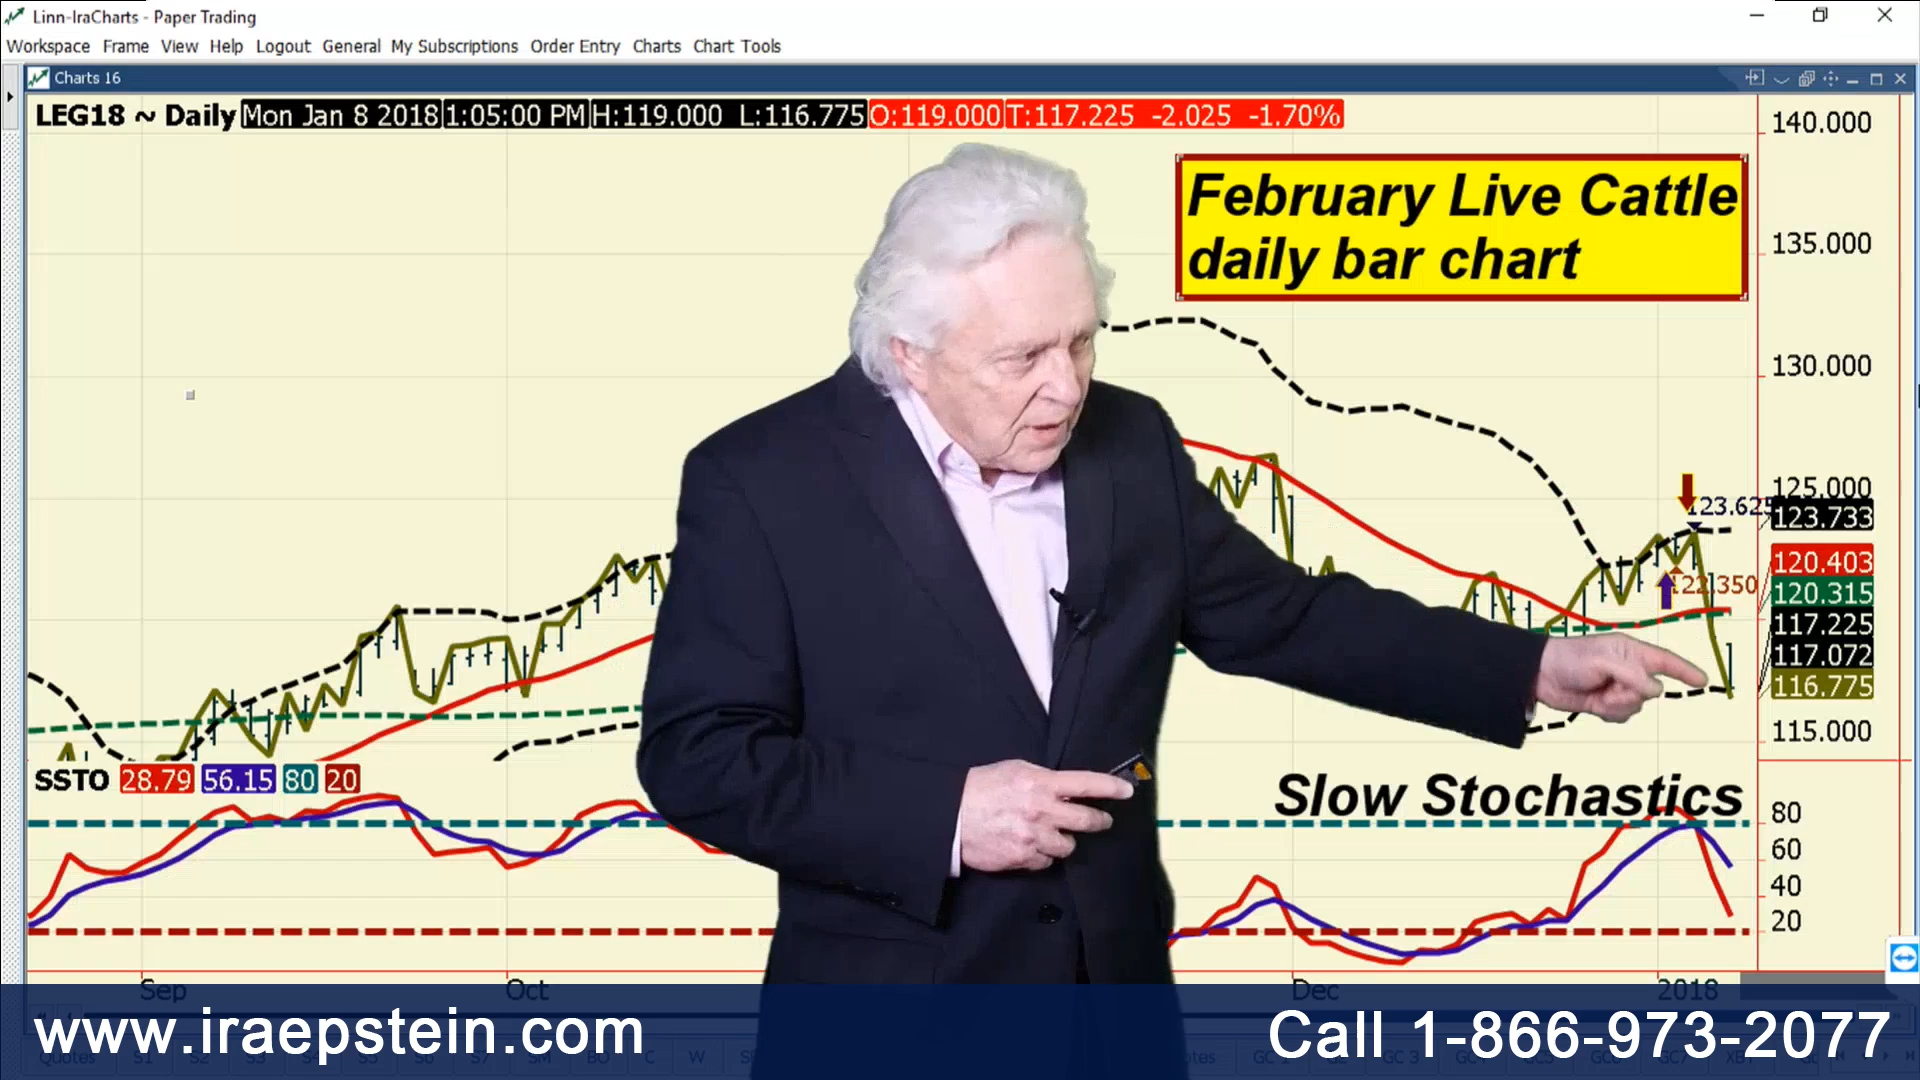 Linn-IraCharts - Paper Trading
Workspace Frame View Help Logout General My Subscriptions Order Entry Charts Chart Tools
Charts 16
LEG18 ~ Daily Mon Jan 8 2018 1:05:00 PM H:119.000 L:116.775 O:119.000 T:117.225 -2.025 -1.70%
140.000
February Live Cattle
daily bar chart
135.000
130.000
125.000
123.625
123.733
120.403
122.350
120.315
117.225
117.072
116.775
115.000
SSTO 28.79 56.15 80 20
Slow Stochastics
80
60
40
20
Sep Oct Dec 2018
www.iraepstein.com
Call 1-866-973-2077